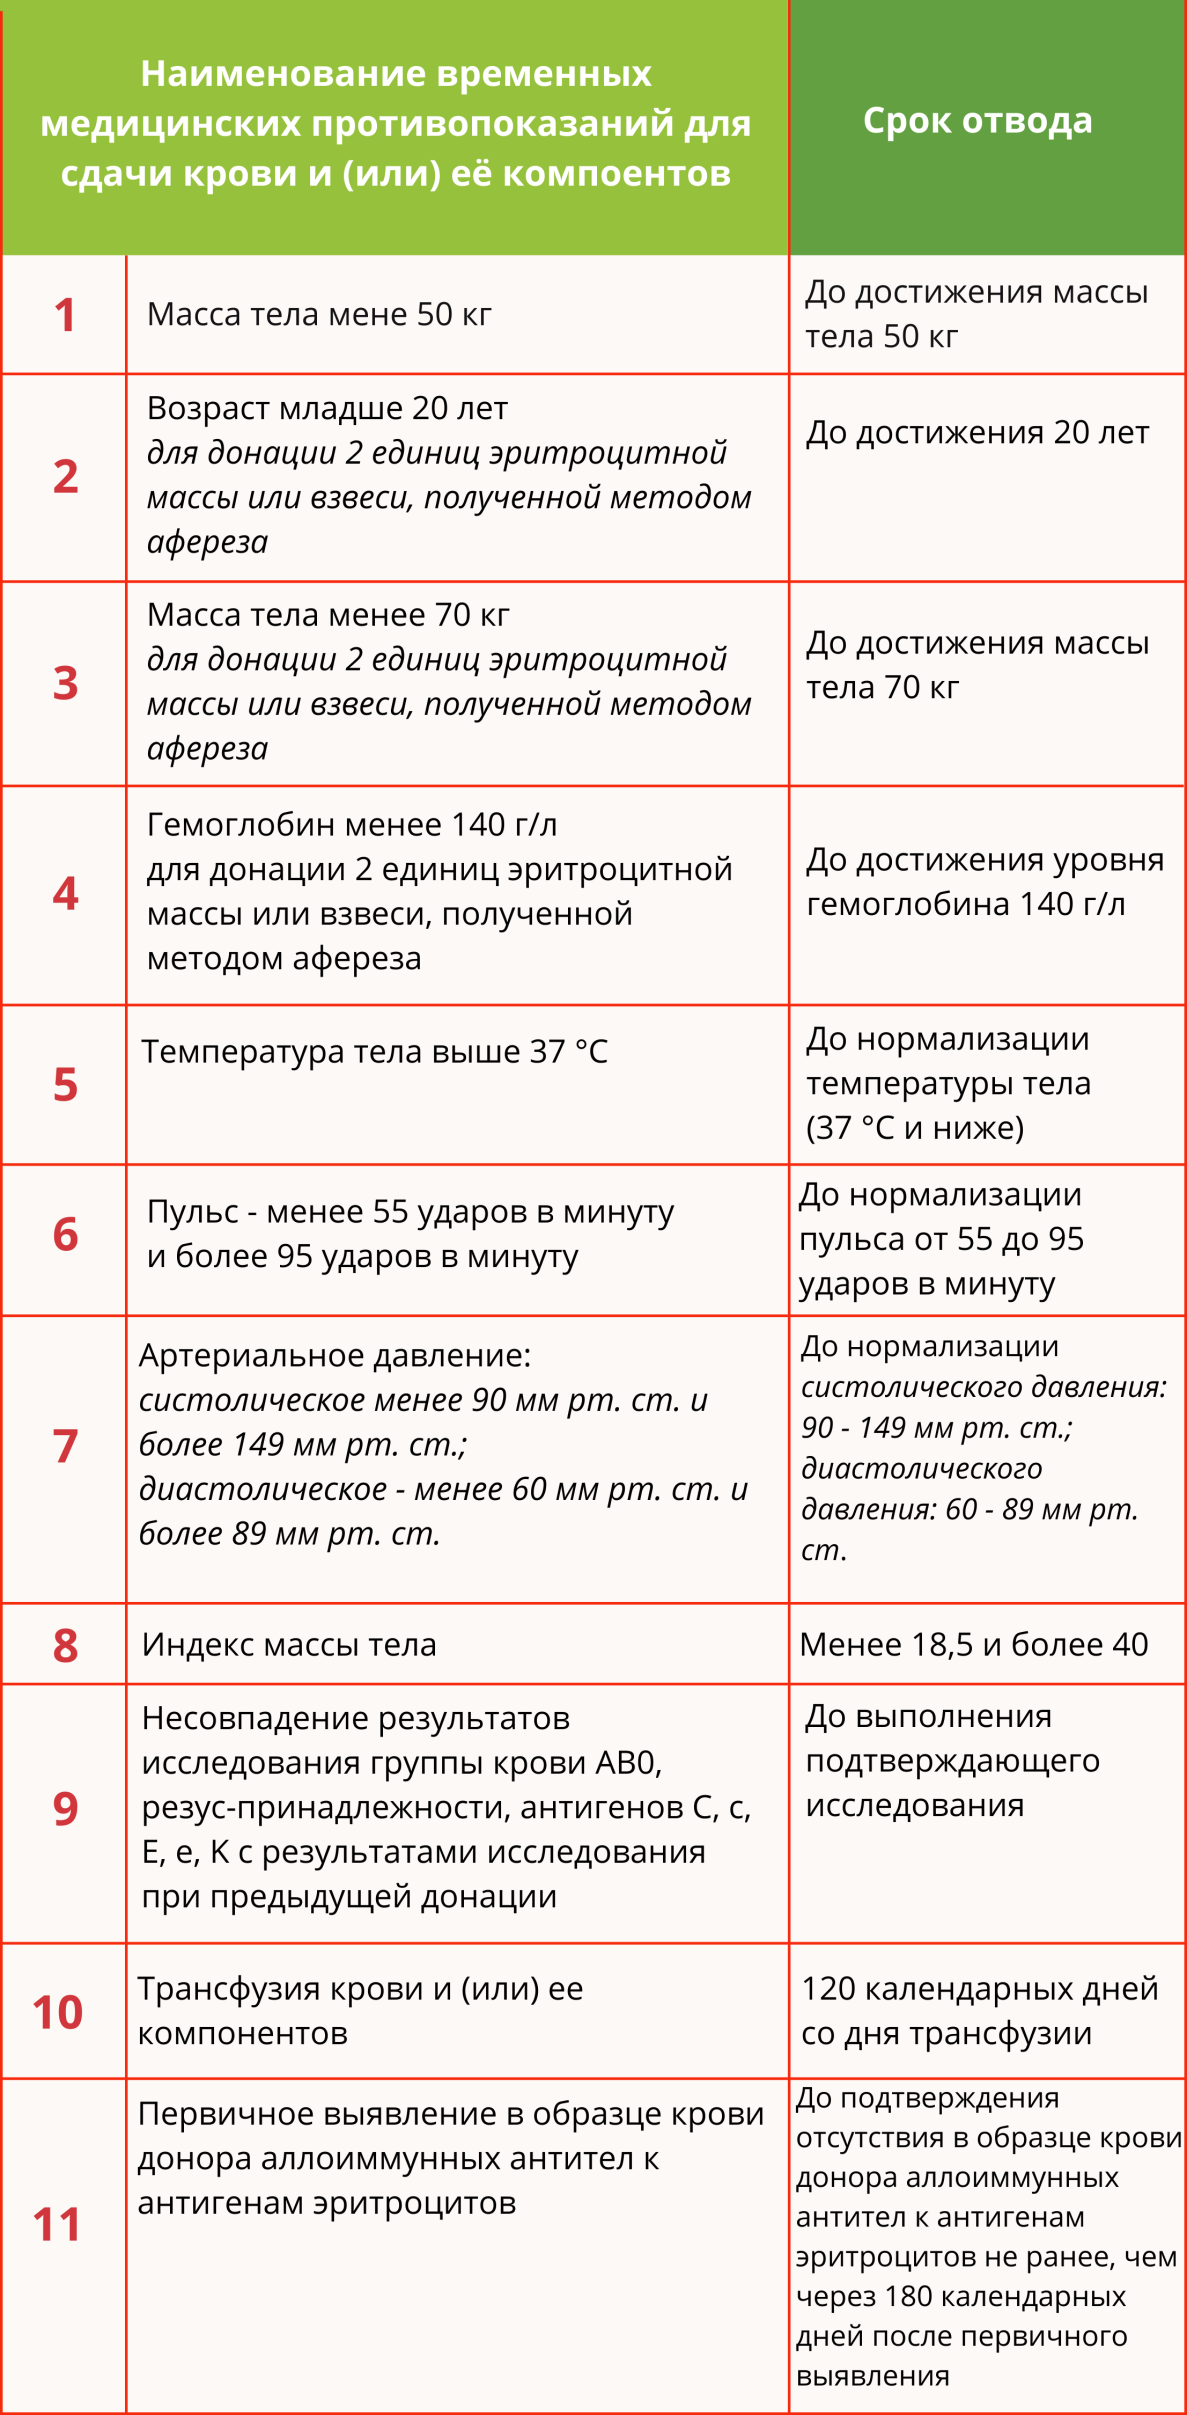 Наименование временных
медицинских противопоказаний для
сдачи крови и (или) её компоентов
Срок отвода
1
Масса тела мене 50 кг
До достижения массы
тела 50 кг
2
Возраст младше 20 лет
для донации 2 единиц эритроцитной
массы или взвеси, полученной методом
афереза
До достижения 20 лет
3
Масса тела менее 70 кг
для донации 2 единиц эритроцитной
массы или взвеси, полученной методом
афереза
До достижения массы
тела 70 кг
4
Гемоглобин менее 140 г/л
для донации 2 единиц эритроцитной
массы или взвеси, полученной
методом афереза
До достижения уровня
гемоглобина 140 г/л
5
Температура тела выше 37 °C
До нормализации
температуры тела
(37 °C и ниже)
6
Пульс - менее 55 ударов в минуту
и более 95 ударов в минуту
До нормализации
пульса от 55 до 95
ударов в минуту
7
Артериальное давление:
систолическое менее 90 мм рт. ст. и
более 149 мм рт. ст.;
диастолическое - менее 60 мм рт. ст. и
более 89 мм рт. ст.
До нормализации
систолического давления:
90 - 149 мм рт. ст.;
диастолического
давления: 60 - 89 мм рт.
ст.
8
Индекс массы тела
Менее 18,5 и более 40
9
Несовпадение результатов
исследования группы крови AB0,
резус-принадлежности, антигенов C, c,
E, e, K с результатами исследования
при предыдущей донации
До выполнения
подтверждающего
исследования
10
Трансфузия крови и (или) ее
компонентов
120 календарных дней
со дня трансфузии
11
Первичное выявление в образце крови
донора аллоиммунных антител к
антигенам эритроцитов
До подтверждения
отсутствия в образце крови
донора аллоиммунных
антител к антигенам
эритроцитов не ранее, чем
через 180 календарных
дней после первичного
выявления